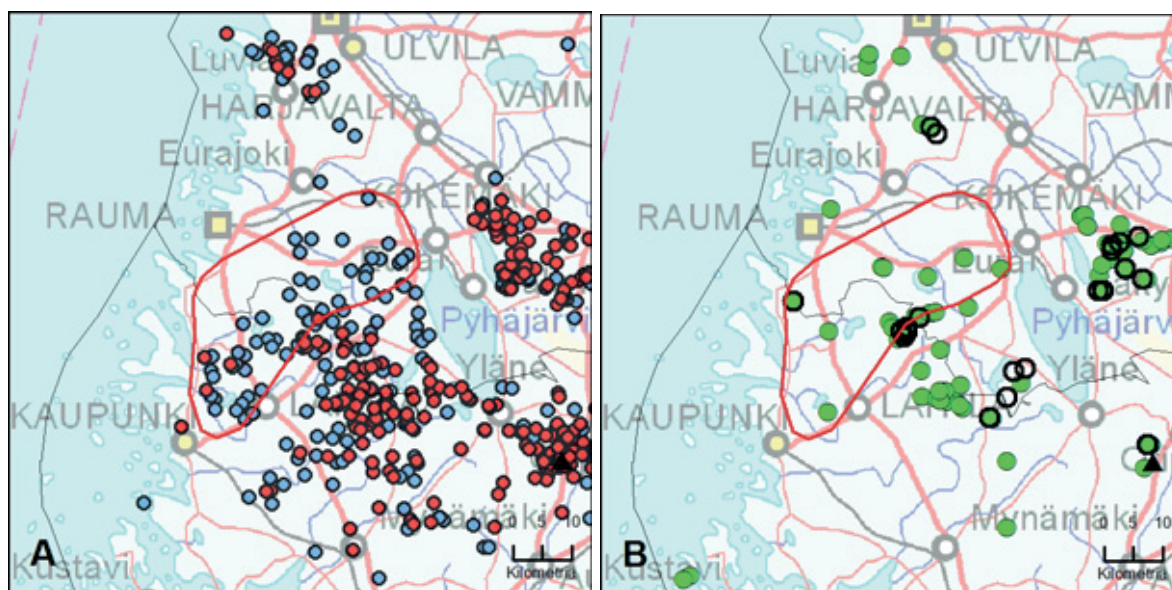 ULVILA
Luvia
HARJAVALTA
VAMM
Eurajoki
KOKEMÄKI
RAUMA
Pyhäjärvi
Yläne
KAUPUNKI
Mynämäki
0 5 10
A
Kilometriä
Kustavi
ULVILA
Luvia
HARJAVALTA
VAMM
Eurajoki
KOKEMÄKI
RAUMA
Pyhäjärvi
Yläne
KAUPUNKI
Mynämäki
0 5 10
B
Kilometriä
Kustavi